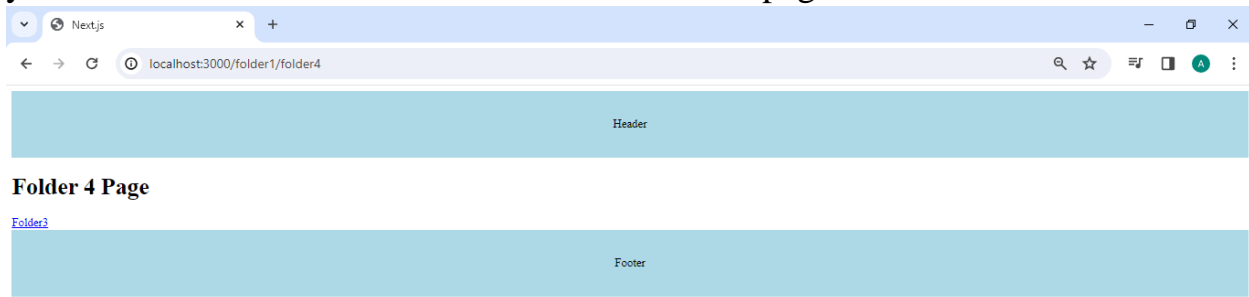 Next.js
localhost:3000/folder1/folder4
A
Header
Folder 4 Page
Folder3
Footer